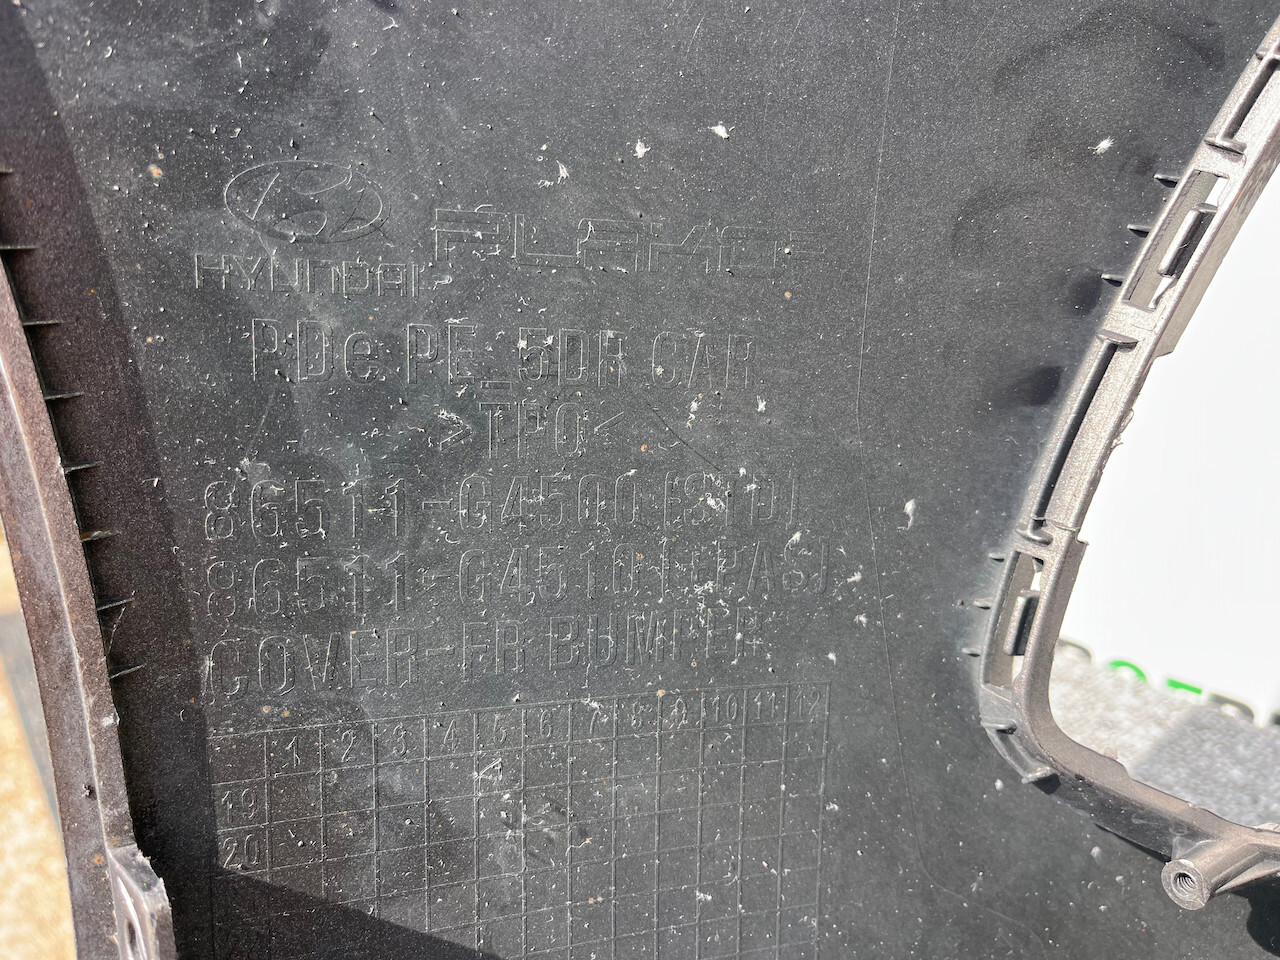 HYUNDAI PLAKOR
PDe PE_5DR CAR
>TPO<
86511-G4500 (STD)
86511-G4510 (SPAS)
COVER-FR BUMPER
1 2 3 4 5 6 7 8 9 10 11 12
19
20